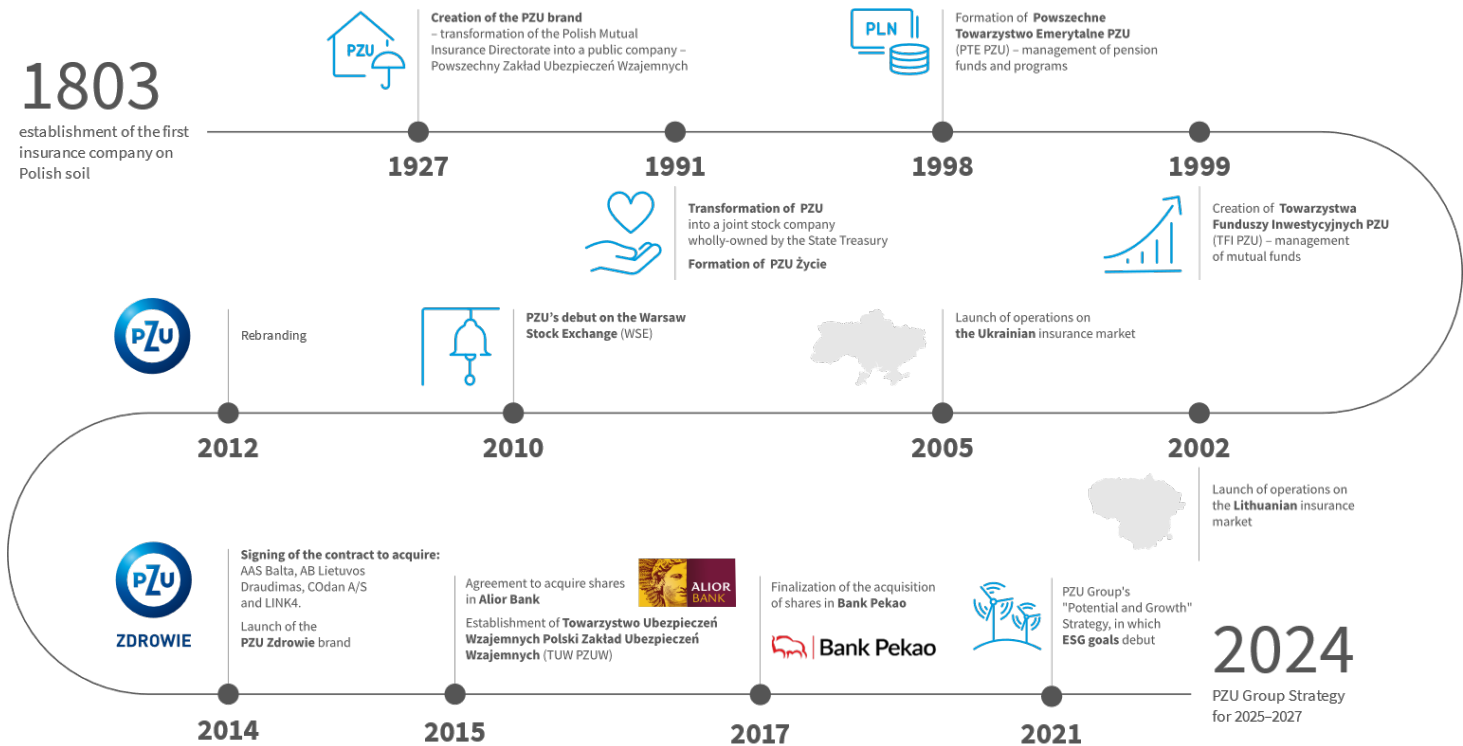 1803
establishment of the first
insurance company on
Polish soil
PZU
Creation of the PZU brand
– transformation of the Polish Mutual
Insurance Directorate into a public company –
Powszechny Zakład Ubezpieczeń Wzajemnych
1927
1991
Transformation of PZU
into a joint stock company
wholly-owned by the State Treasury
Formation of PZU Życie
PLN
Formation of Powszechne
Towarzystwo Emerytalne PZU
(PTE PZU) – management of pension
funds and programs
1998
1999
Creation of Towarzystwa
Funduszy Inwestycyjnych PZU
(TFI PZU) – management
of mutual funds
2002
Launch of operations on
the Lithuanian insurance
market
Launch of operations on
the Ukrainian insurance market
2005
PZU's debut on the Warsaw
Stock Exchange (WSE)
2010
PZU
Rebranding
2012
PZU
ZDROWIE
Signing of the contract to acquire:
AAS Balta, AB Lietuvos
Draudimas, COdan A/S
and LINK4.
Launch of the
PZU Zdrowie brand
2014
Agreement to acquire shares
in Alior Bank
ALIOR
BANK
Establishment of Towarzystwo Ubezpieczeń
Wzajemnych Polski Zakład Ubezpieczeń
Wzajemnych (TUW PZUW)
2015
Finalization of the acquisition
of shares in Bank Pekao
Bank Pekao
2017
PZU Group's
"Potential and Growth"
Strategy, in which
ESG goals debut
2021
2024
PZU Group Strategy
for 2025–2027